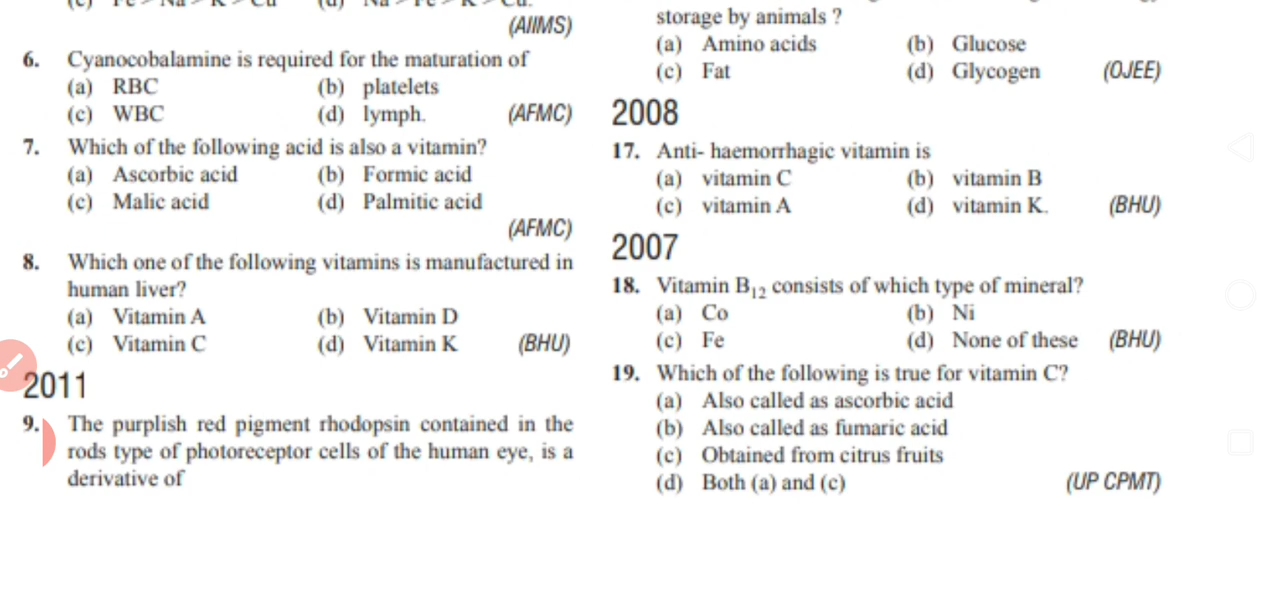 (AIIMS)
6. Cyanocobalamine is required for the maturation of
(a) RBC (b) platelets
(c) WBC (d) lymph. (AFMC)
7. Which of the following acid is also a vitamin?
(a) Ascorbic acid (b) Formic acid
(c) Malic acid (d) Palmitic acid
(AFMC)
8. Which one of the following vitamins is manufactured in
human liver?
(a) Vitamin A (b) Vitamin D
(c) Vitamin C (d) Vitamin K (BHU)
2011
9. The purplish red pigment rhodopsin contained in the
rods type of photoreceptor cells of the human eye, is a
derivative of
storage by animals ?
(a) Amino acids (b) Glucose
(c) Fat (d) Glycogen (OJEE)
2008
17. Anti- haemorrhagic vitamin is
(a) vitamin C (b) vitamin B
(c) vitamin A (d) vitamin K. (BHU)
2007
18. Vitamin B₁₂ consists of which type of mineral?
(a) Co (b) Ni
(c) Fe (d) None of these (BHU)
19. Which of the following is true for vitamin C?
(a) Also called as ascorbic acid
(b) Also called as fumaric acid
(c) Obtained from citrus fruits
(d) Both (a) and (c) (UP CPMT)